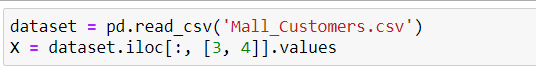 dataset = pd.read_csv('Mall_Customers.csv')
X = dataset.iloc[:, [3, 4]].values